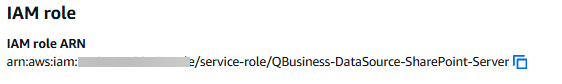 IAM role
IAM role ARN
arn:aws:iam: e/service-role/QBusiness-DataSource-SharePoint-Server